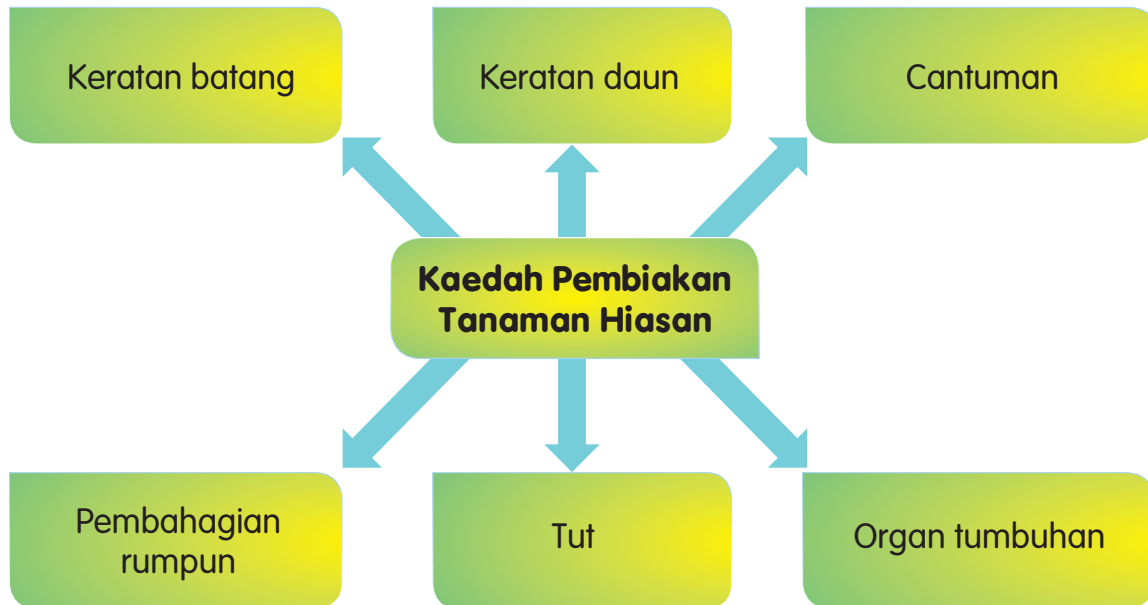 Keratan batang
Keratan daun
Cantuman
Kaedah Pembiakan
Tanaman Hiasan
Pembahagian
rumpun
Tut
Organ tumbuhan